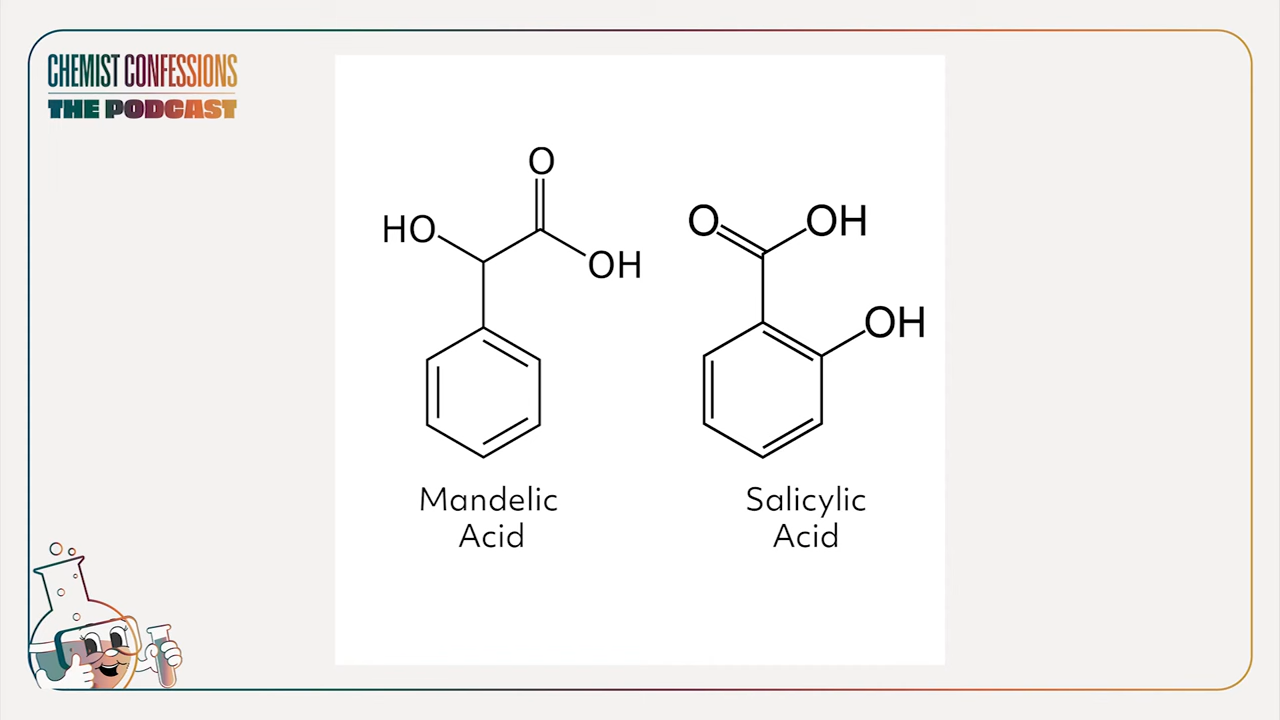 CHEMIST CONFESSIONS
THE PODCAST
O
HO
OH
Mandelic
Acid
O
OH
OH
Salicylic
Acid